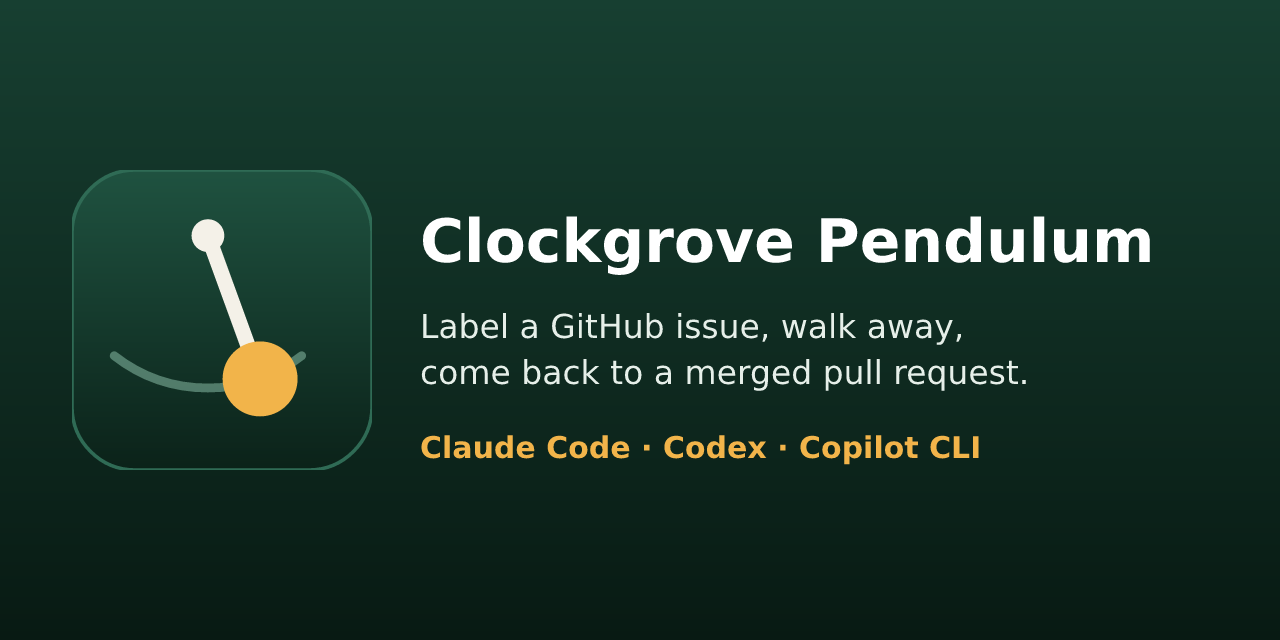 Clockgrove Pendulum
Label a GitHub issue, walk away,
come back to a merged pull request.
Claude Code · Codex · Copilot CLI